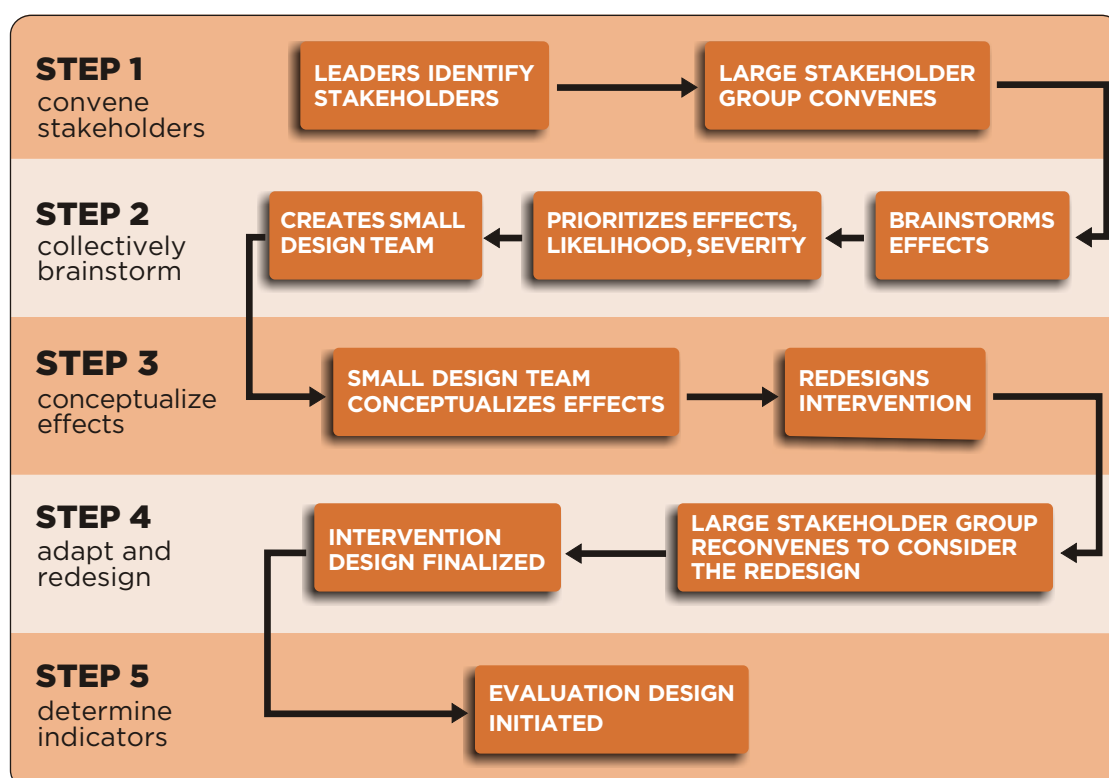 STEP 1
convene
stakeholders
LEADERS IDENTIFY
STAKEHOLDERS
LARGE STAKEHOLDER
GROUP CONVENES
STEP 2
collectively
brainstorm
CREATES SMALL
DESIGN TEAM
PRIORITIZES EFFECTS,
LIKELIHOOD, SEVERITY
BRAINSTORMS
EFFECTS
STEP 3
conceptualize
effects
SMALL DESIGN TEAM
CONCEPTUALIZES EFFECTS
REDESIGNS
INTERVENTION
STEP 4
adapt and
redesign
INTERVENTION
DESIGN FINALIZED
LARGE STAKEHOLDER GROUP
RECONVENES TO CONSIDER
THE REDESIGN
STEP 5
determine
indicators
EVALUATION DESIGN
INITIATED